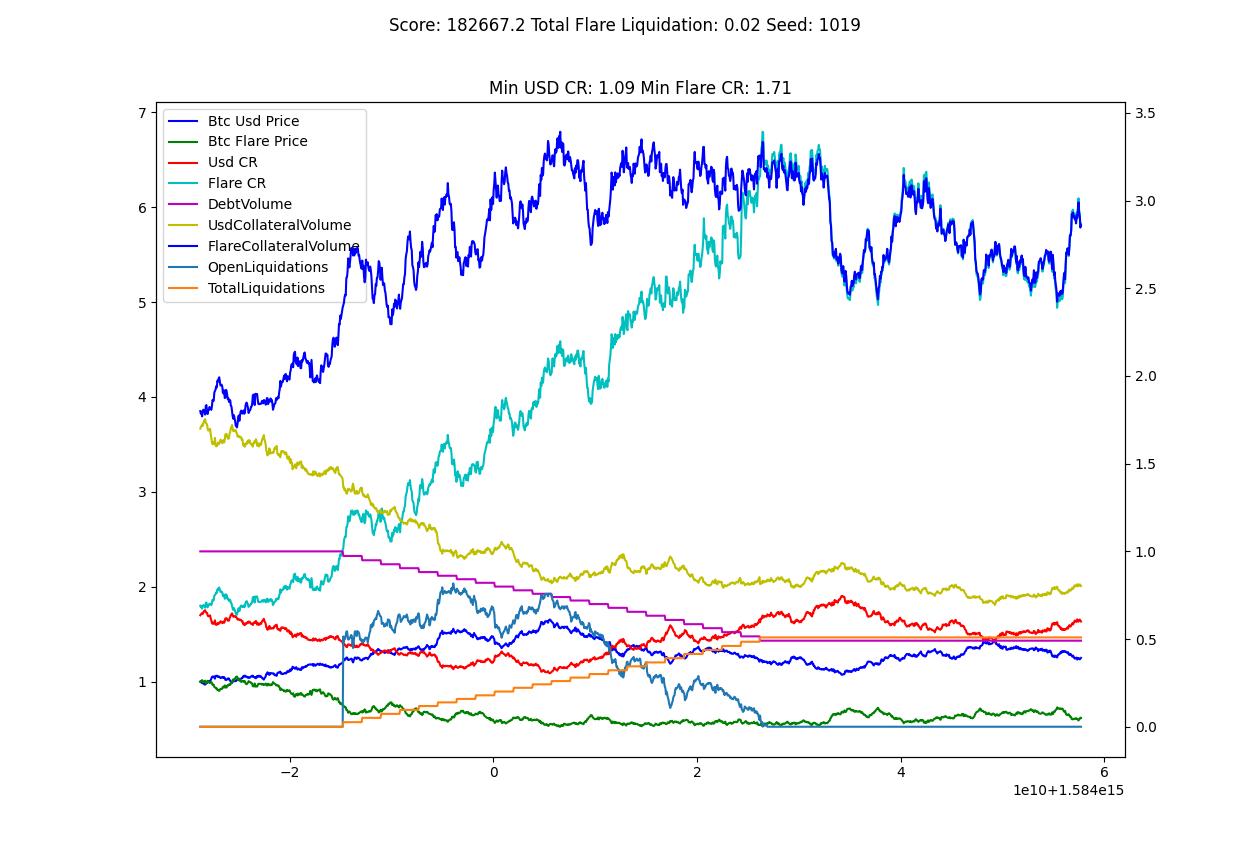 Score: 182667.2 Total Flare Liquidation: 0.02 Seed: 1019
Min USD CR: 1.09 Min Flare CR: 1.71
Btc Usd Price
Btc Flare Price
Usd CR
Flare CR
DebtVolume
UsdCollateralVolume
FlareCollateralVolume
OpenLiquidations
TotalLiquidations
7
6
5
4
3
2
1
3.5
3.0
2.5
2.0
1.5
1.0
0.5
0.0
−2
0
2
4
6
1e10+1.584e15